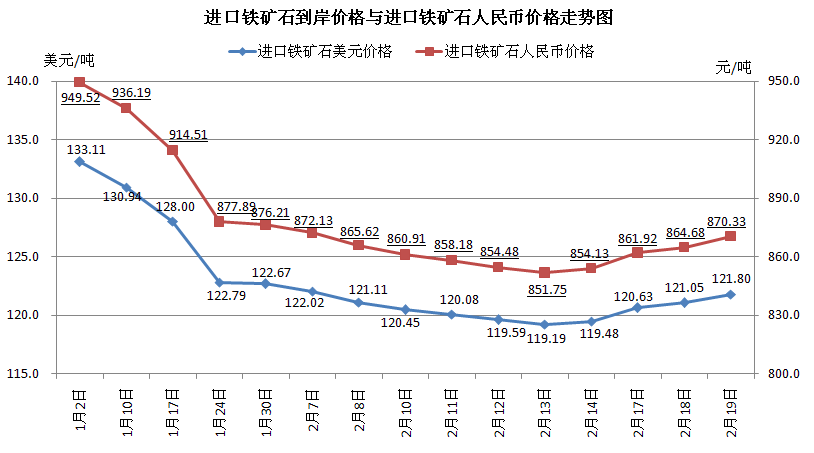 进口铁矿石到岸价格与进口铁矿石人民币价格走势图
进口铁矿石美元价格 进口铁矿石人民币价格
美元/吨 元/吨
140.0 950.0
949.52 936.19
135.0 920.0
133.11 914.51
130.94
130.0 890.0
128.00 877.89 876.21 872.13 865.62 860.91 858.18 854.48 851.75 854.13 861.92 864.68 870.33
125.0 860.0
122.79 122.67 122.02 121.11 120.45 120.08 119.59 119.19 119.48 120.63 121.05 121.80
120.0 830.0
115.0 800.0
1月2日 1月10日 1月17日 1月24日 1月30日 2月7日 2月8日 2月10日 2月11日 2月12日 2月13日 2月14日 2月17日 2月18日 2月19日